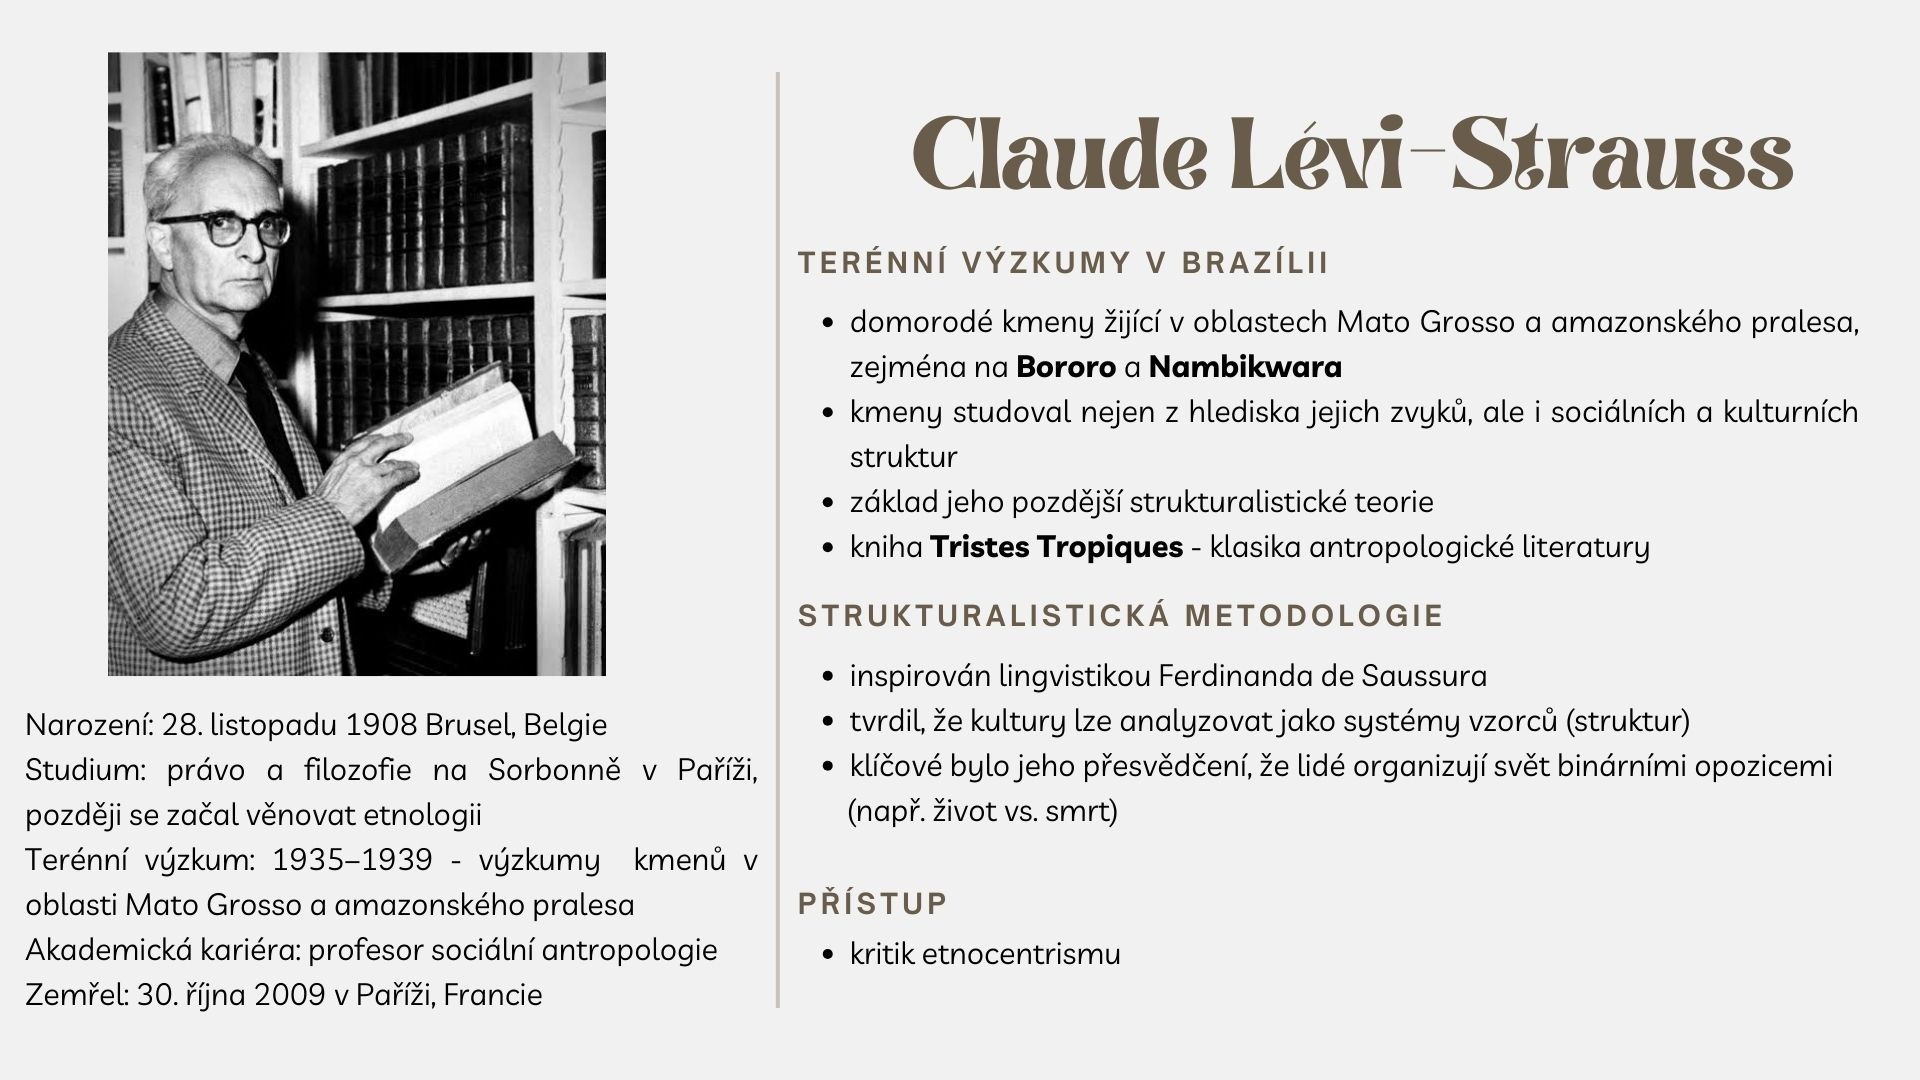 Claude Lévi-Strauss
TERÉNNÍ VÝZKUMY V BRAZÍLII
• domorodé kmeny žijící v oblastech Mato Grosso a amazonského pralesa,
zejména na Bororo a Nambikwara
• kmeny studoval nejen z hlediska jejich zvyků, ale i sociálních a kulturních
struktur
• základ jeho pozdější strukturalistické teorie
• kniha Tristes Tropiques - klasika antropologické literatury
STRUKTURALISTICKÁ METODOLOGIE
• inspirován lingvistikou Ferdinanda de Saussura
• tvrdil, že kultury lze analyzovat jako systémy vzorců (struktur)
• klíčové bylo jeho přesvědčení, že lidé organizují svět binárními opozicemi
(např. život vs. smrt)
PŘÍSTUP
• kritik etnocentrismu
Narození: 28. listopadu 1908 Brusel, Belgie
Studium: právo a filozofie na Sorbonně v Paříži,
později se začal věnovat etnologii
Terénní výzkum: 1935–1939 - výzkumy kmenů v
oblasti Mato Grosso a amazonského pralesa
Akademická kariéra: profesor sociální antropologie
Zemřel: 30. října 2009 v Paříži, Francie